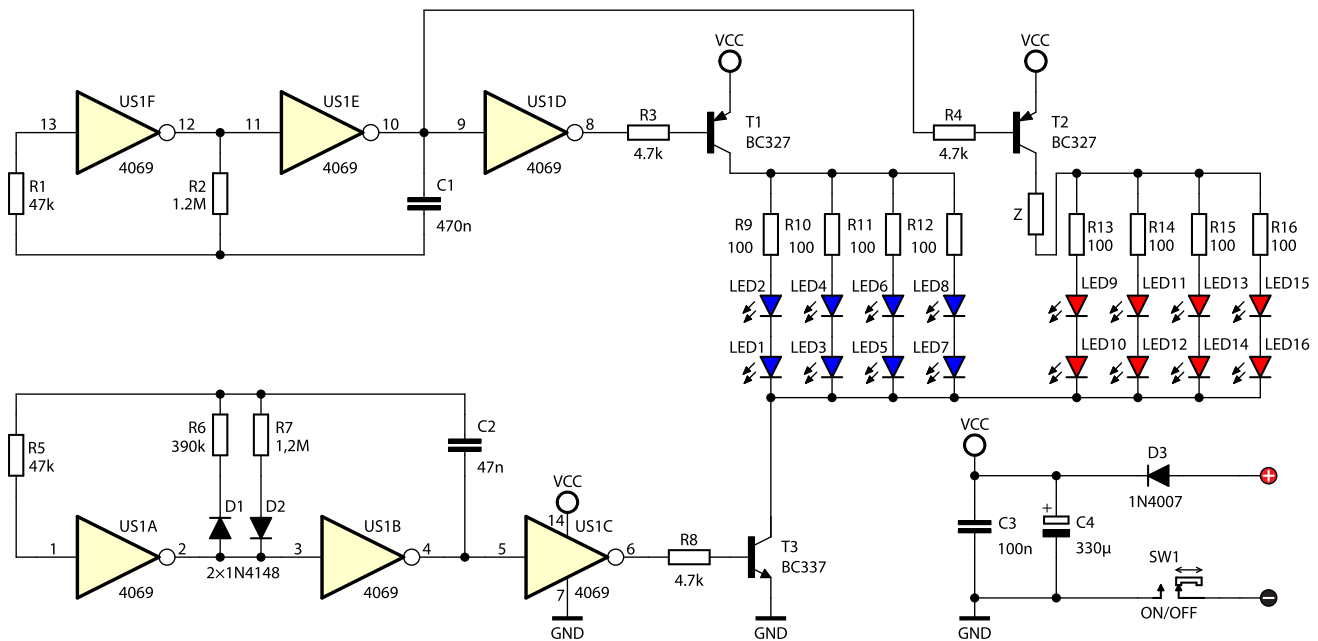 VCC
VCC
US1F
US1E
US1D
13
12
11
10
9
8
R3
4.7k
T1
BC327
R4
4.7k
T2
BC327
4069
4069
4069
R1
47k
R2
1.2M
C1
470n
Z
R9
100
R10
100
R11
100
R12
100
R13
100
R14
100
R15
100
R16
100
LED2
LED4
LED6
LED8
LED9
LED11
LED13
LED15
LED1
LED3
LED5
LED7
LED10
LED12
LED14
LED16
R5
47k
R6
390k
R7
1,2M
C2
47n
D1
D2
2×1N4148
US1A
US1B
VCC
14
US1C
1
2
3
4
5
6
7
4069
4069
4069
GND
R8
4.7k
T3
BC337
GND
VCC
D3
1N4007
+
C3
100n
+
C4
330µ
SW1
ON/OFF
−
GND